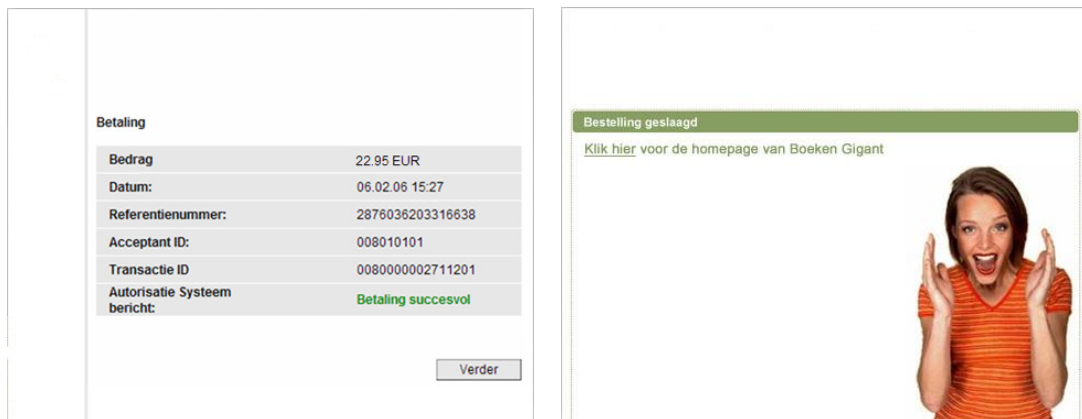 Betaling
Bedrag 22.95 EUR
Datum: 06.02.06 15:27
Referentienummer: 2876036203316638
Acceptant ID: 008010101
Transactie ID 0080000002711201
Autorisatie Systeem
bericht: Betaling succesvol
Verder
Bestelling geslaagd
Klik hier voor de homepage van Boeken Gigant